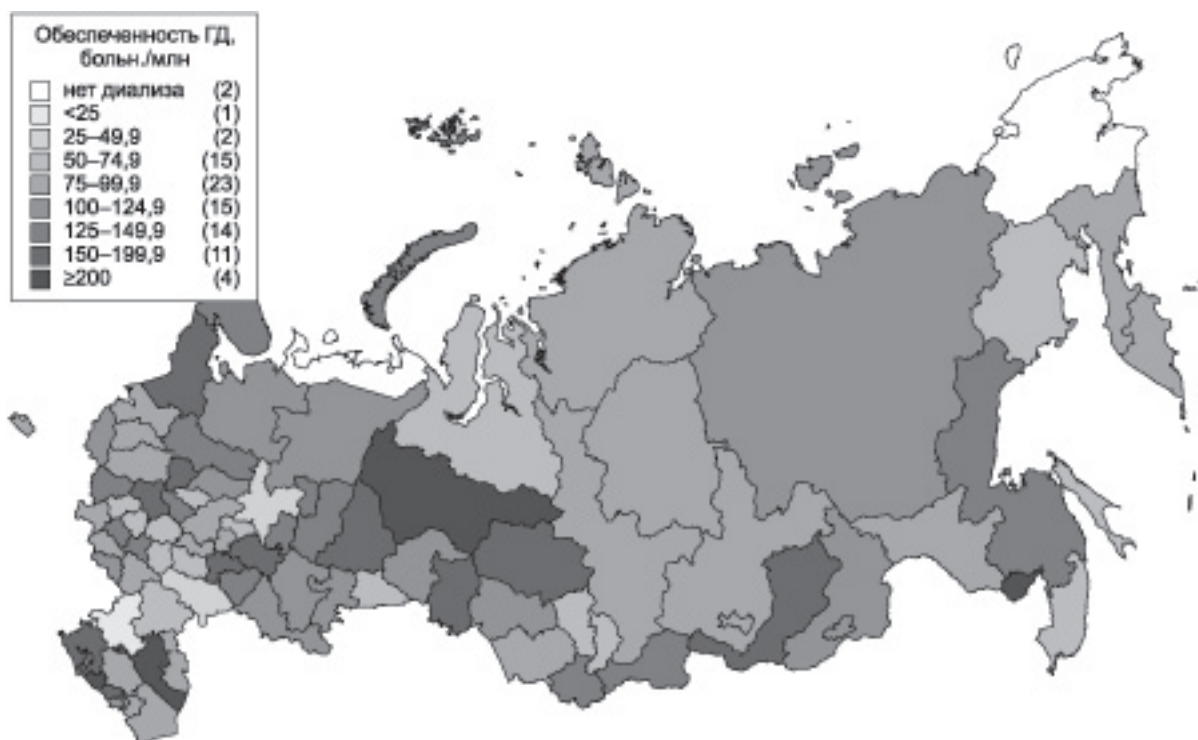 Обеспеченность ГД,
больн./млн
нет диализа (2)
<25 (1)
25–49,9 (2)
50–74,9 (15)
75–99,9 (23)
100–124,9 (15)
125–149,9 (14)
150–199,9 (11)
≥200 (4)